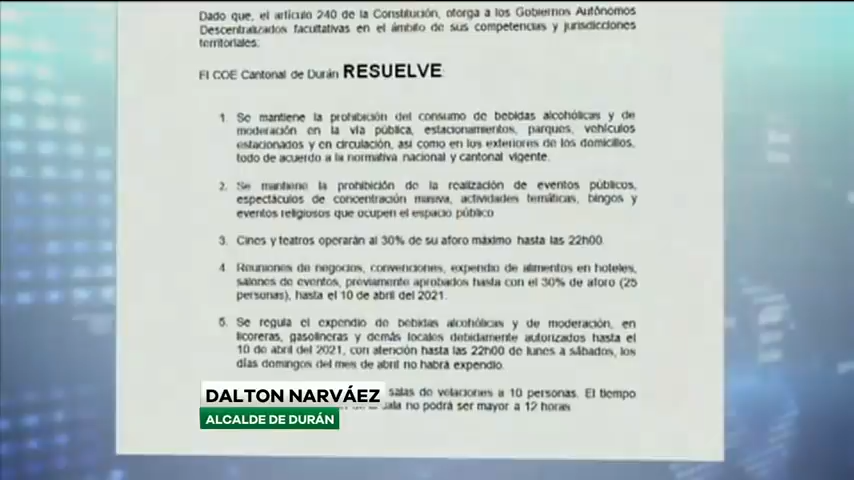 Dado que, el artículo 240 de la Constitución, otorga a los Gobiernos Autónomos
Descentralizados facultativas en el ámbito de sus competencias y jurisdicciones
territoriales:
El COE Cantonal de Durán RESUELVE:
1. Se mantiene la prohibición del consumo de bebidas alcohólicas y de
moderación en la vía pública, estacionamientos, parques, vehículos
estacionados y en circulación, así como en los exteriores de los domicilios,
todo de acuerdo a la normativa nacional y cantonal vigente.
2. Se mantiene la prohibición de la realización de eventos públicos,
espectáculos de concentración masiva, actividades temáticas, bingos y
eventos religiosos que ocupen el espacio público
3. Cines y teatros operarán al 30% de su aforo máximo hasta las 22h00.
4. Reuniones de negocios, convenciones, expendio de alimentos en hoteles,
salones de eventos, previamente aprobados hasta con el 30% de aforo (25
personas), hasta el 10 de abril del 2021.
5. Se regula el expendio de bebidas alcohólicas y de moderación, en
licoreras, gasolineras y demás locales debidamente autorizados hasta el
10 de abril del 2021, con atención hasta las 22h00 de lunes a sábados, los
días domingos del mes de abril no habrá expendio.
salas de velaciones a 10 personas. El tiempo
sala no podrá ser mayor a 12 horas
DALTON NARVÁEZ
ALCALDE DE DURÁN